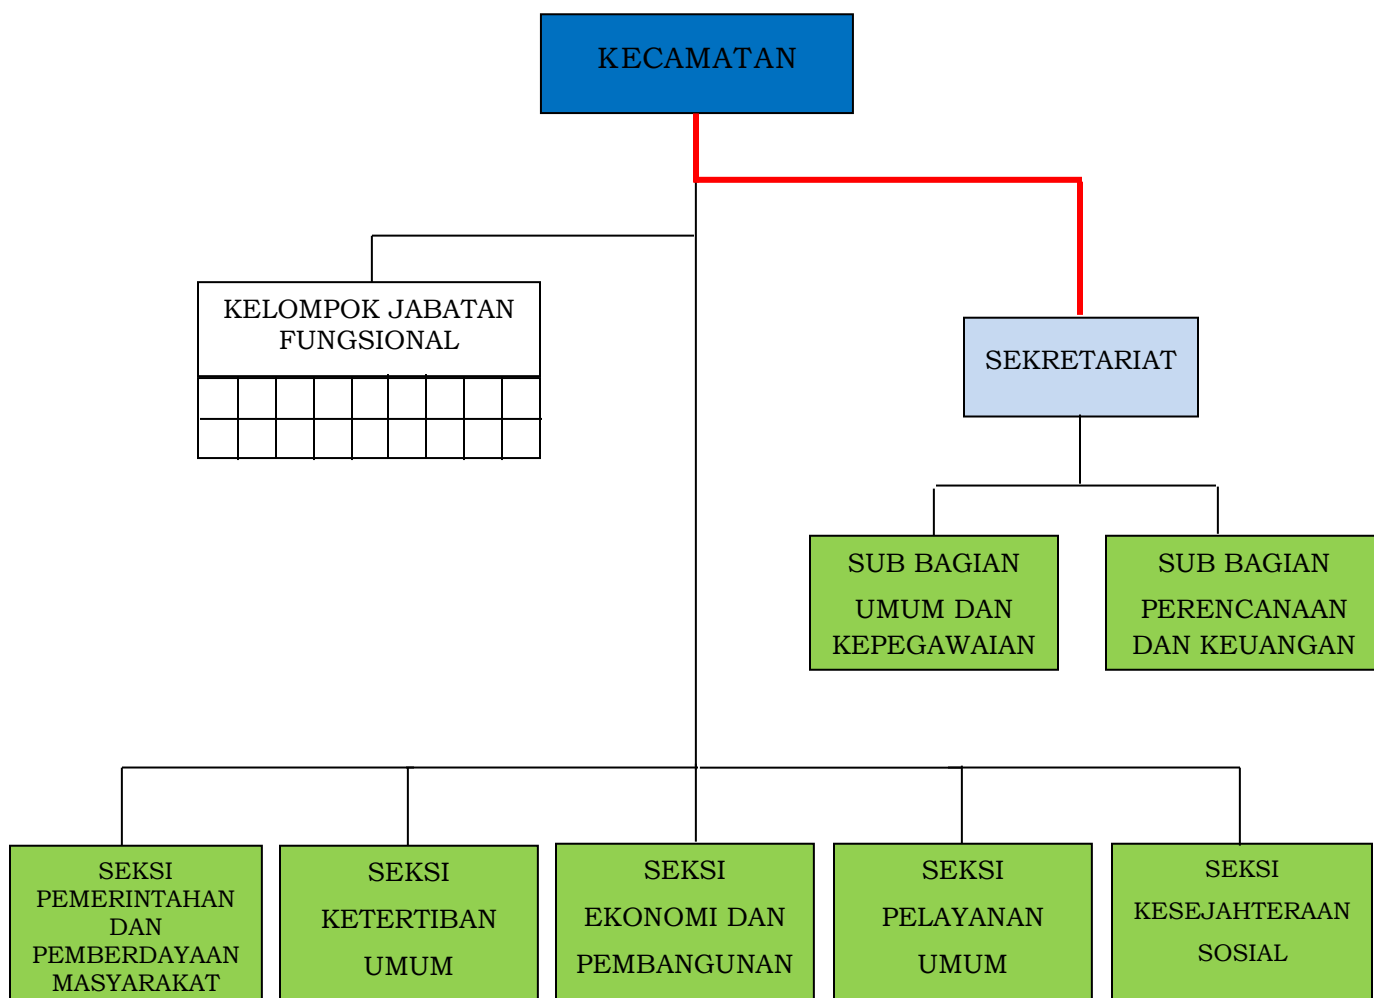 KECAMATAN
KELOMPOK JABATAN
FUNGSIONAL
SEKRETARIAT
SUB BAGIAN
UMUM DAN
KEPEGAWAIAN
SUB BAGIAN
PERENCANAAN
DAN KEUANGAN
SEKSI
PEMERINTAHAN
DAN
PEMBERDAYAAN
MASYARAKAT
SEKSI
KETERTIBAN
UMUM
SEKSI
EKONOMI DAN
PEMBANGUNAN
SEKSI
PELAYANAN
UMUM
SEKSI
KESEJAHTERAAN
SOSIAL